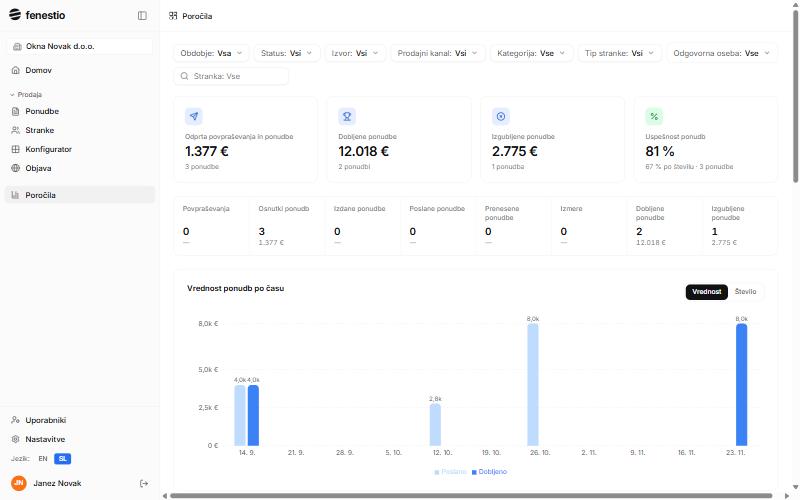 fenestio
Poročila
Okna Novak d.o.o.
Domov
Prodaja
Ponudbe
Stranke
Konfigurator
Objava
Poročila
Uporabniki
Nastavitve
Jezik: EN SL
JN Janez Novak
Obdobje: Vsa
Status: Vsi
Izvor: Vsi
Prodajni kanal: Vsi
Kategorija: Vse
Tip stranke: Vsi
Odgovorna oseba: Vse
Stranka: Vse
Odprta povpraševanja in ponudbe
1.377 €
3 ponudbe
Dobljene ponudbe
12.018 €
2 ponudbi
Izgubljene ponudbe
2.775 €
1 ponudba
Uspešnost ponudb
81 %
67 % po številu · 3 ponudbe
Povpraševanja
0
—
Osnutki ponudb
3
1.377 €
Izdane ponudbe
0
—
Poslane ponudbe
0
—
Prenesene
ponudbe
0
—
Izmere
0
—
Dobljene
ponudbe
2
12.018 €
Izgubljene
ponudbe
1
2.775 €
Vrednost ponudb po času
Vrednost Število
8,0k €
5,0k €
2,5k €
0 €
4,0k 4,0k
2,8k
8,0k
8,0k
14. 9. 21. 9. 28. 9. 5. 10. 12. 10. 19. 10. 26. 10. 2. 11. 9. 11. 16. 11. 23. 11.
Poslano Dobljeno